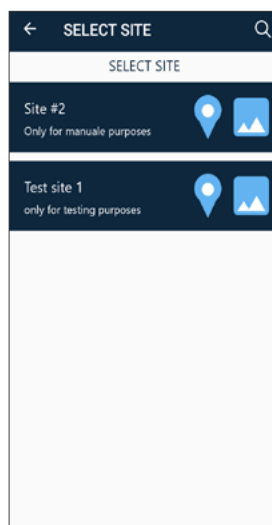 SELECT SITE
SELECT SITE
Site #2
Only for manuale purposes
Test site 1
only for testing purposes